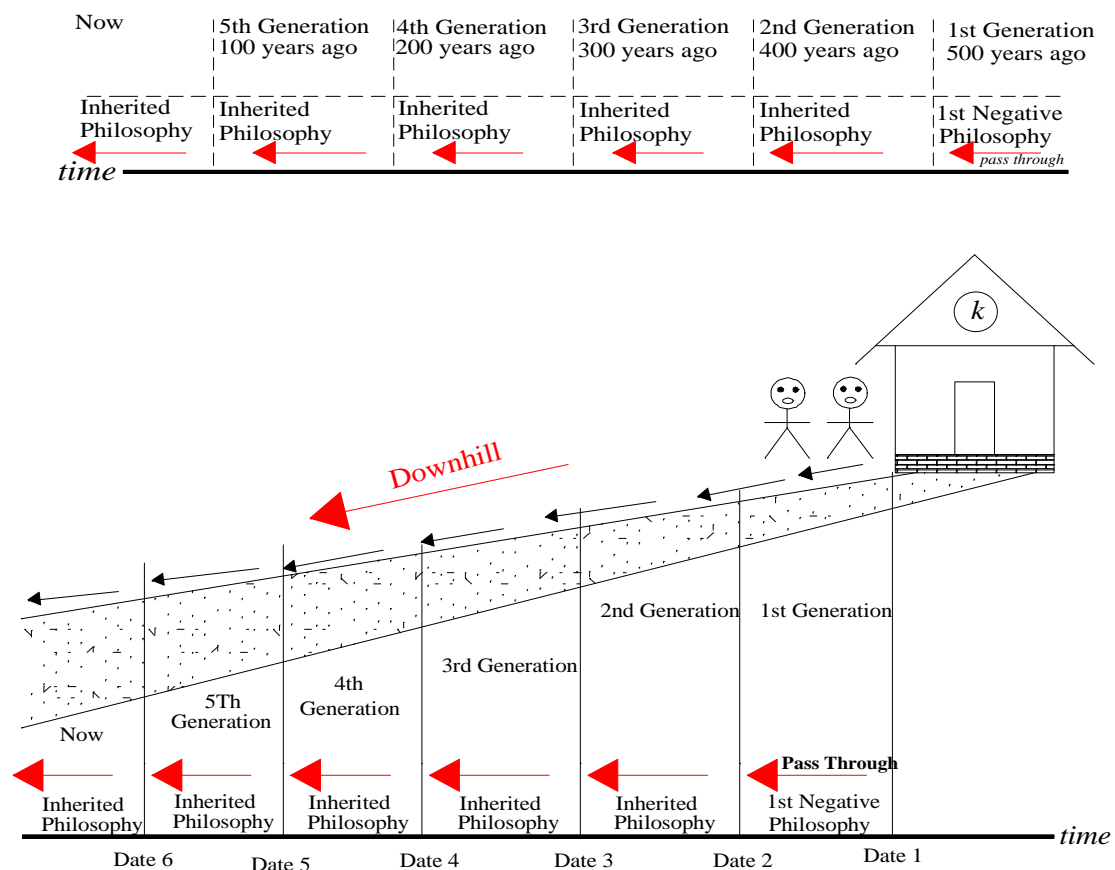 Now
5th Generation
100 years ago
4th Generation
200 years ago
3rd Generation
300 years ago
2nd Generation
400 years ago
1st Generation
500 years ago
Inherited
Philosophy
Inherited
Philosophy
Inherited
Philosophy
Inherited
Philosophy
Inherited
Philosophy
1st Negative
Philosophy
pass through
time
k
Downhill
2nd Generation
1st Generation
3rd Generation
4th
Generation
5Th
Generation
Now
Pass Through
Inherited
Philosophy
Inherited
Philosophy
Inherited
Philosophy
Inherited
Philosophy
Inherited
Philosophy
1st Negative
Philosophy
time
Date 6
Date 5
Date 4
Date 3
Date 2
Date 1